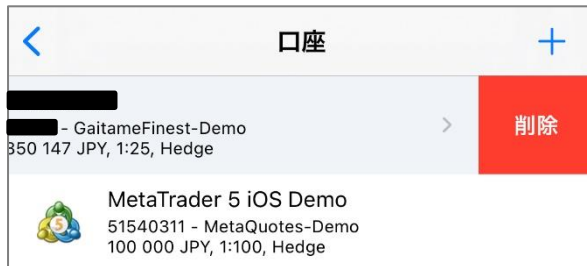 口座
- GaitameFinest-Demo
350 147 JPY, 1:25, Hedge
削除
MetaTrader 5 iOS Demo
51540311 - MetaQuotes-Demo
100 000 JPY, 1:100, Hedge